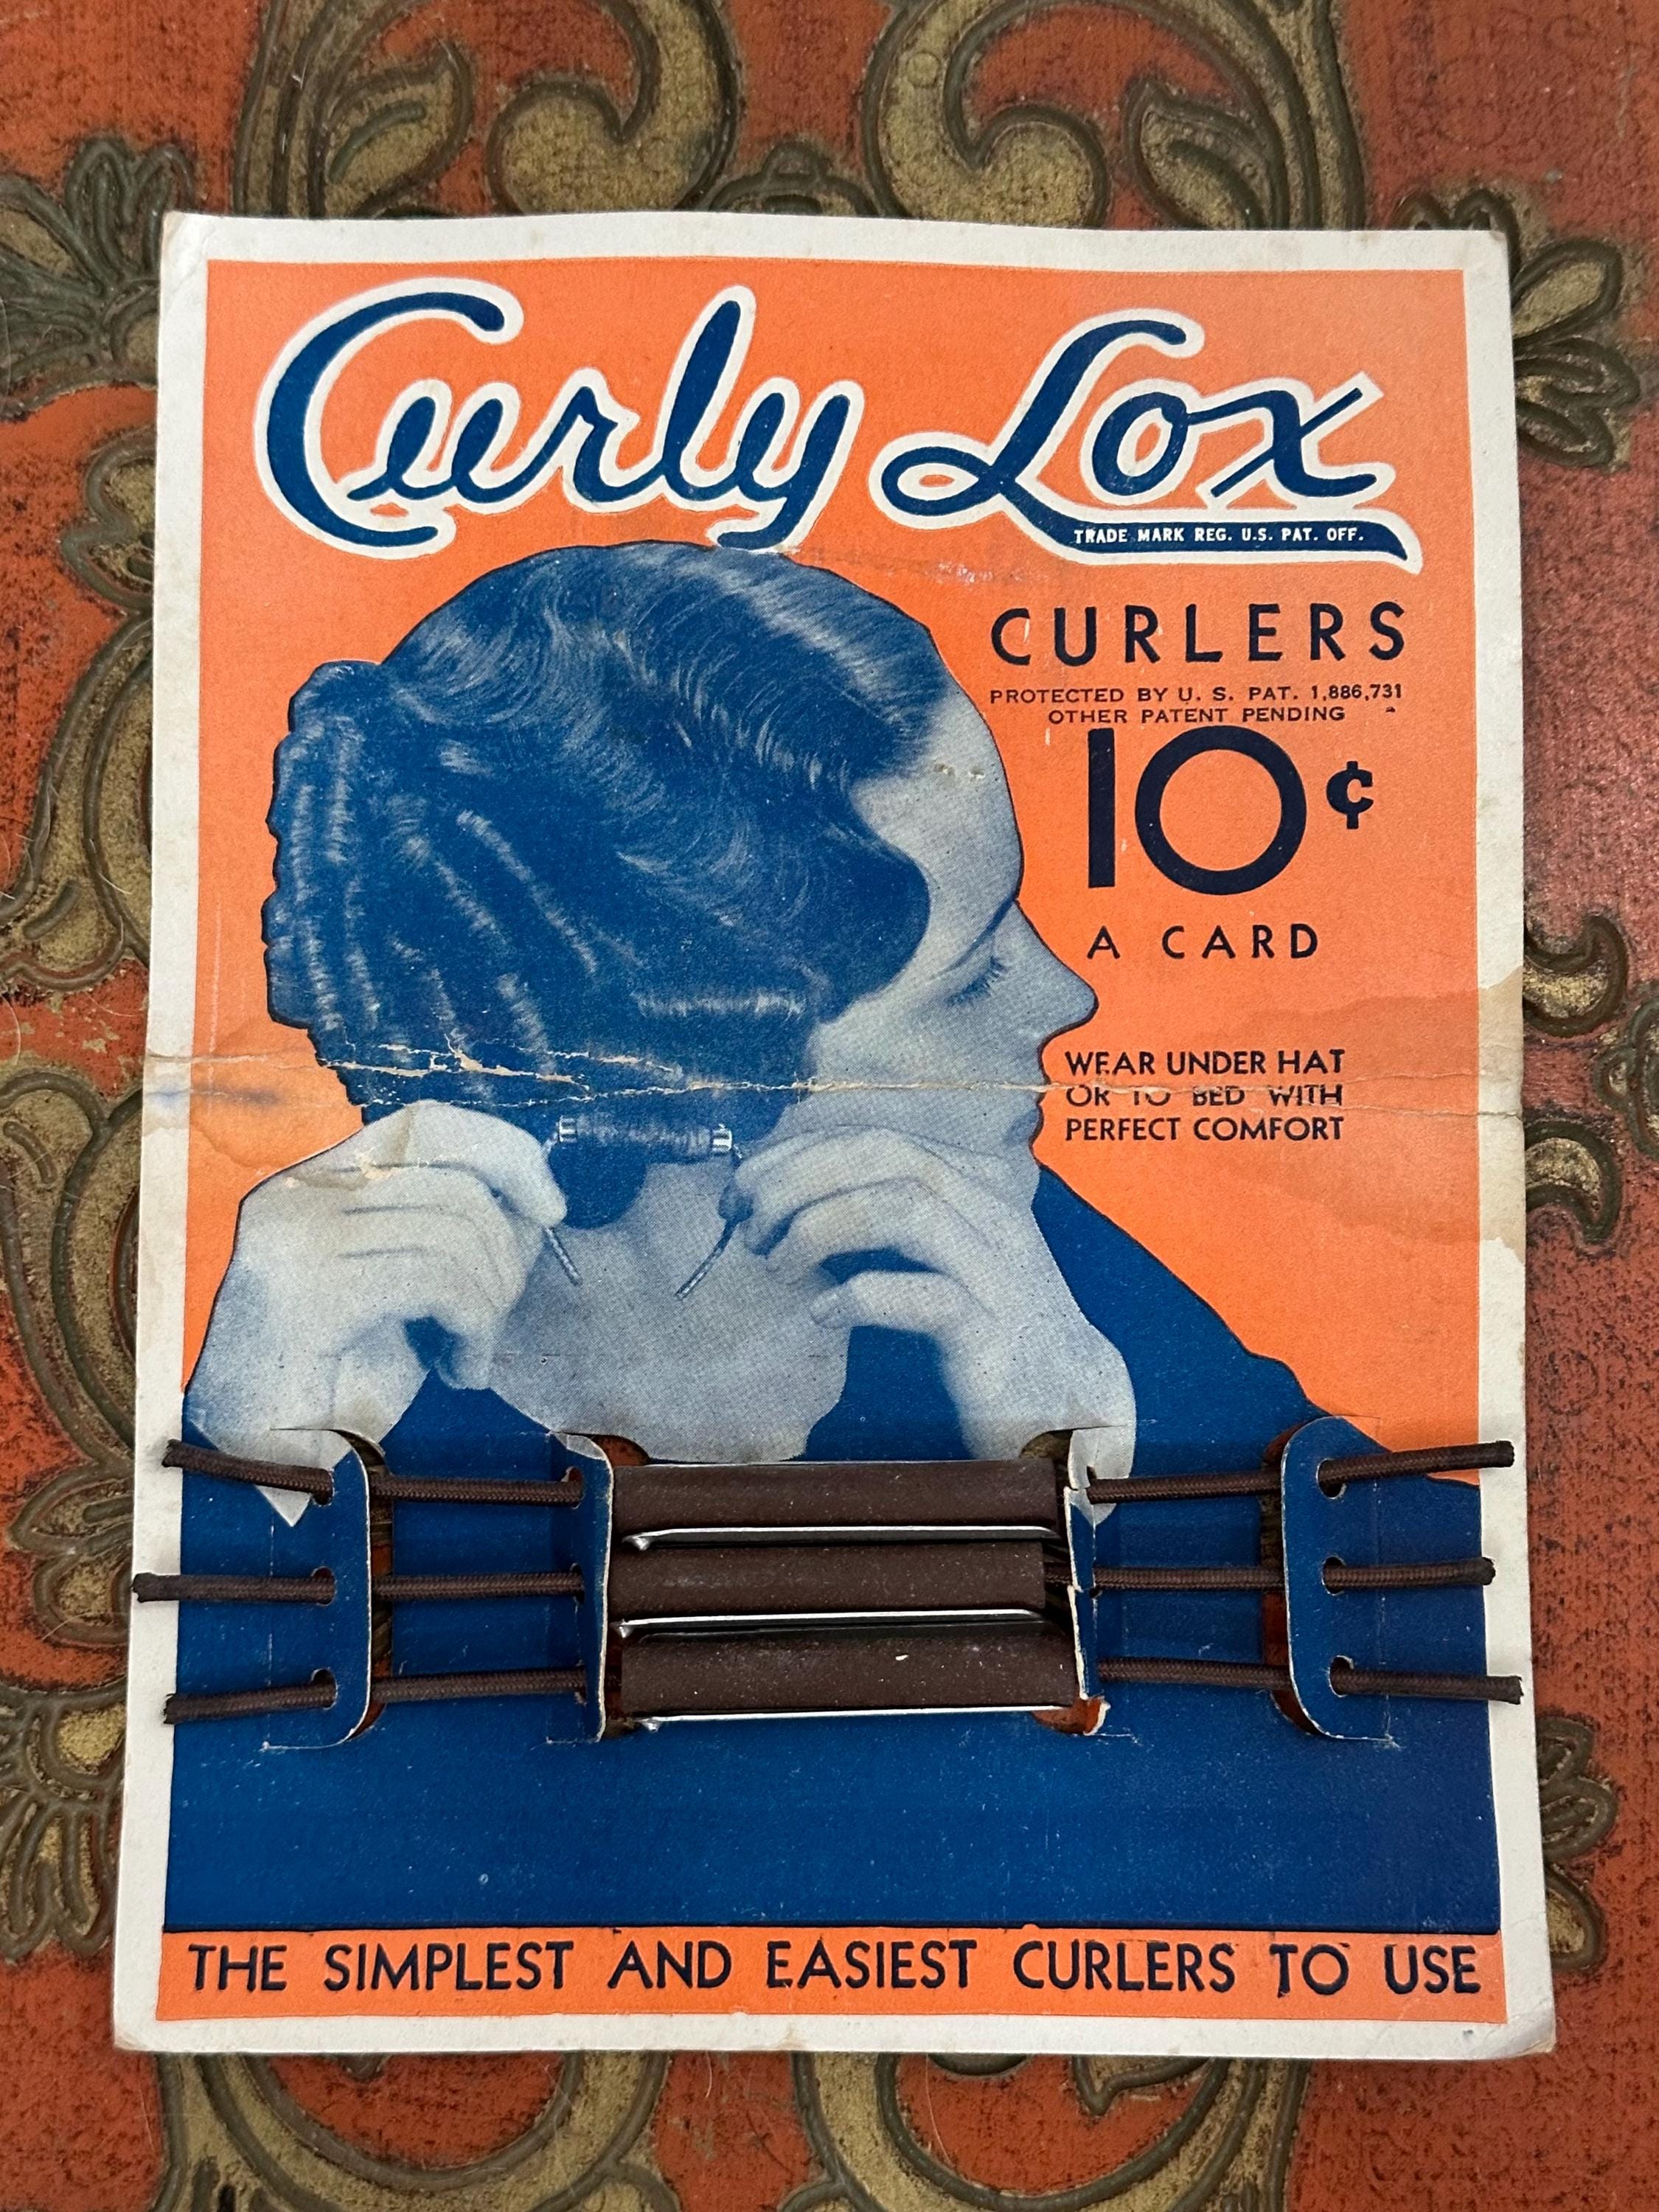 Curly Lox
TRADE MARK REG. U.S. PAT. OFF.
CURLERS
PROTECTED BY U. S. PAT. 1,886,731
OTHER PATENT PENDING
10¢
A CARD
WEAR UNDER HAT
OR TO BED WITH
PERFECT COMFORT
THE SIMPLEST AND EASIEST CURLERS TO USE